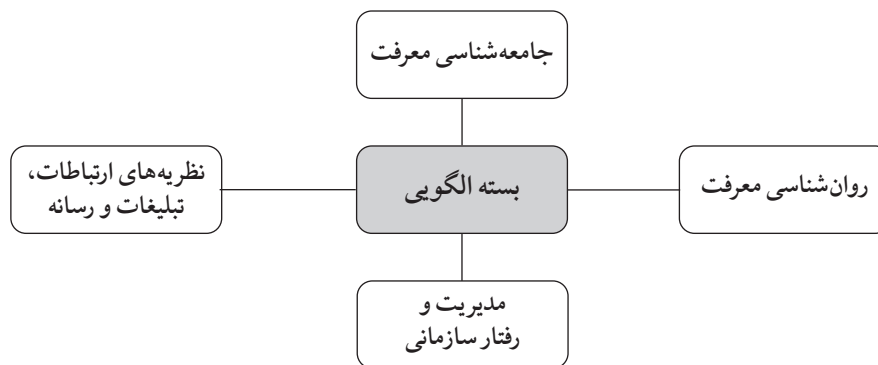 جامعه‌شناسی معرفت
روان‌شناسی معرفت
بسته الگویی
نظریه‌های ارتباطات،
تبلیغات و رسانه
مدیریت و
رفتار سازمانی